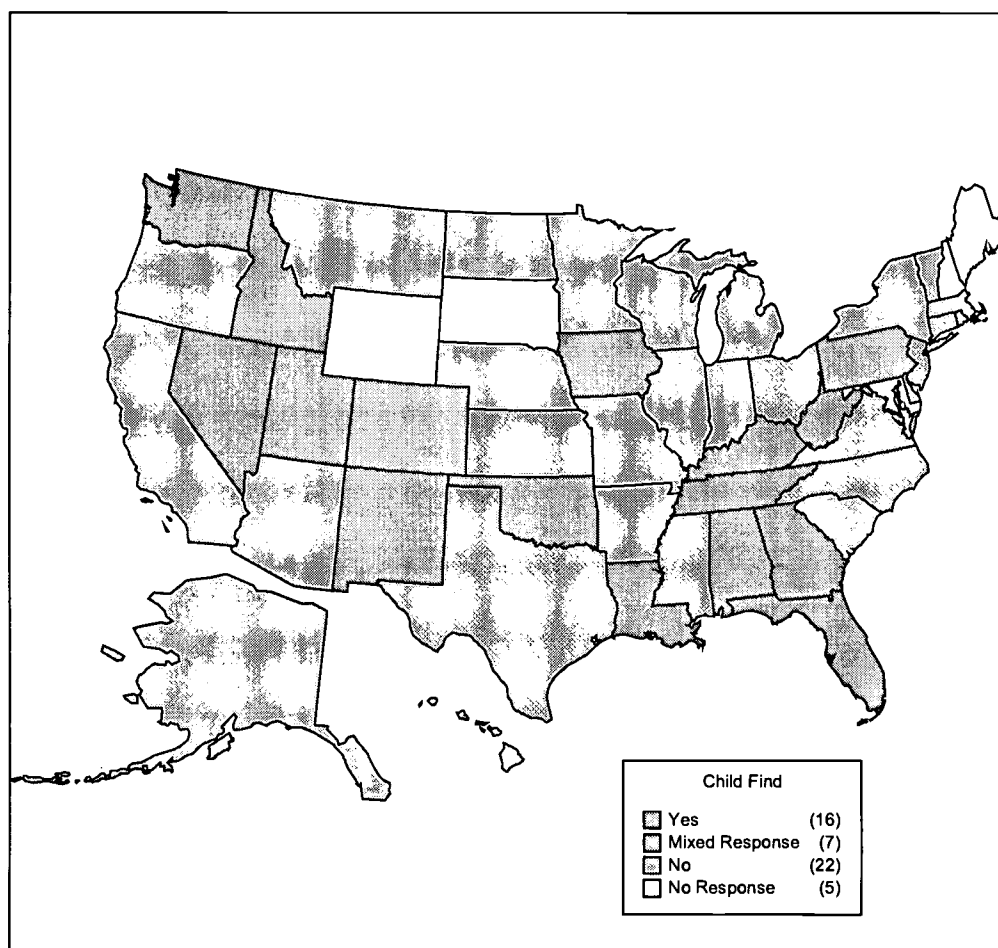 Child Find
Yes (16)
Mixed Response (7)
No (22)
No Response (5)